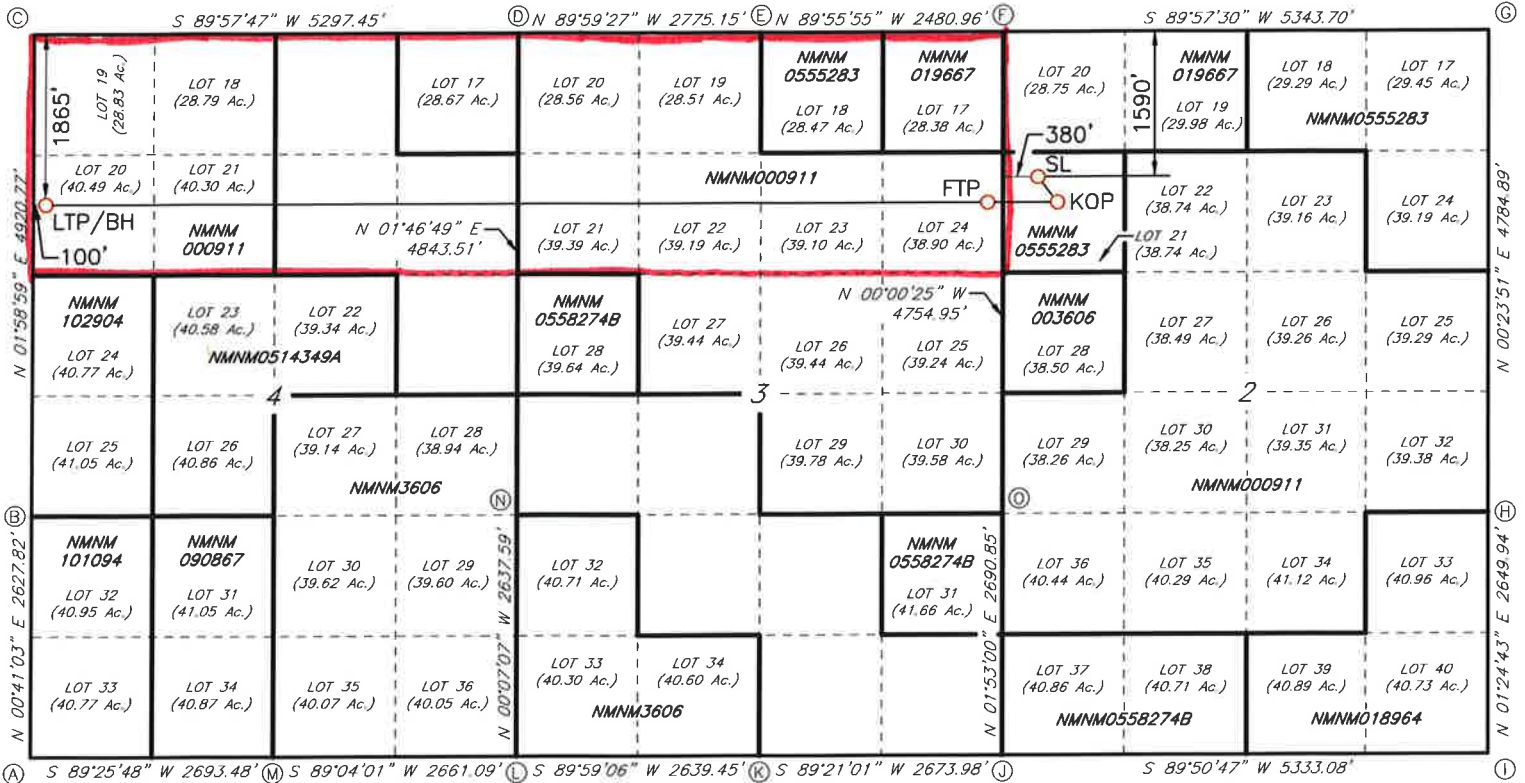 Ⓒ S 89°57'47" W 5297.45' Ⓓ N 89°59'27" W 2775.15' Ⓔ N 89°55'55" W 2480.96' Ⓕ S 89°57'30" W 5343.70' Ⓖ
1865'
LOT 19
(28.83 Ac.)
LOT 18
(28.79 Ac.)
LOT 17
(28.67 Ac.)
LOT 20
(28.56 Ac.)
LOT 19
(28.51 Ac.)
NMNM
0555283
LOT 18
(28.47 Ac.)
NMNM
019667
LOT 17
(28.38 Ac.)
LOT 20
(28.75 Ac.)
1590'
NMNM
019667
LOT 19
(29.98 Ac.)
LOT 18
(29.29 Ac.)
LOT 17
(29.45 Ac.)
NMNM0555283
380'
SL
KOP
FTP
LOT 20
(40.49 Ac.)
LOT 21
(40.30 Ac.)
NMNM000911
LTP/BH
100'
NMNM
000911
N 01°46'49" E
4843.51'
LOT 21
(39.39 Ac.)
LOT 22
(39.19 Ac.)
LOT 23
(39.10 Ac.)
LOT 24
(38.90 Ac.)
NMNM
0555283
LOT 21
(38.74 Ac.)
LOT 22
(38.74 Ac.)
LOT 23
(39.16 Ac.)
LOT 24
(39.19 Ac.)
N 01°58'59" E 4920.77'
N 00°23'51" E 4784.89'
NMNM
102904
LOT 24
(40.77 Ac.)
LOT 23
(40.58 Ac.)
LOT 22
(39.34 Ac.)
NMNM0514349A
NMNM
0558274B
LOT 28
(39.64 Ac.)
LOT 27
(39.44 Ac.)
N 00°00'25" W
4754.95'
LOT 26
(39.44 Ac.)
LOT 25
(39.24 Ac.)
NMNM
003606
LOT 28
(38.50 Ac.)
LOT 27
(38.49 Ac.)
LOT 26
(39.26 Ac.)
LOT 25
(39.29 Ac.)
4
3
2
LOT 25
(41.05 Ac.)
LOT 26
(40.86 Ac.)
LOT 27
(39.14 Ac.)
LOT 28
(38.94 Ac.)
NMNM3606
LOT 29
(39.78 Ac.)
LOT 30
(39.58 Ac.)
LOT 29
(38.26 Ac.)
LOT 30
(38.25 Ac.)
LOT 31
(39.35 Ac.)
LOT 32
(39.38 Ac.)
NMNM000911
Ⓑ
Ⓝ
Ⓞ
Ⓗ
N 00°41'03" E 2627.82'
NMNM
101094
LOT 32
(40.95 Ac.)
NMNM
090867
LOT 31
(41.05 Ac.)
LOT 30
(39.62 Ac.)
LOT 29
(39.60 Ac.)
N 00°07'07" W 2637.59'
LOT 32
(40.71 Ac.)
NMNM
0558274B
LOT 31
(41.66 Ac.)
N 01°53'00" E 2690.85'
LOT 36
(40.44 Ac.)
LOT 35
(40.29 Ac.)
LOT 34
(41.12 Ac.)
LOT 33
(40.96 Ac.)
N 01°24'43" E 2649.94'
LOT 33
(40.77 Ac.)
LOT 34
(40.87 Ac.)
LOT 35
(40.07 Ac.)
LOT 36
(40.05 Ac.)
LOT 33
(40.30 Ac.)
LOT 34
(40.60 Ac.)
NMNM3606
LOT 37
(40.86 Ac.)
LOT 38
(40.71 Ac.)
NMNM0558274B
LOT 39
(40.89 Ac.)
LOT 40
(40.73 Ac.)
NMNM018964
Ⓐ S 89°25'48" W 2693.48' Ⓜ S 89°04'01" W 2661.09' Ⓛ S 89°59'06" W 2639.45' Ⓚ S 89°21'01" W 2673.98' Ⓙ S 89°50'47" W 5333.08' Ⓘ